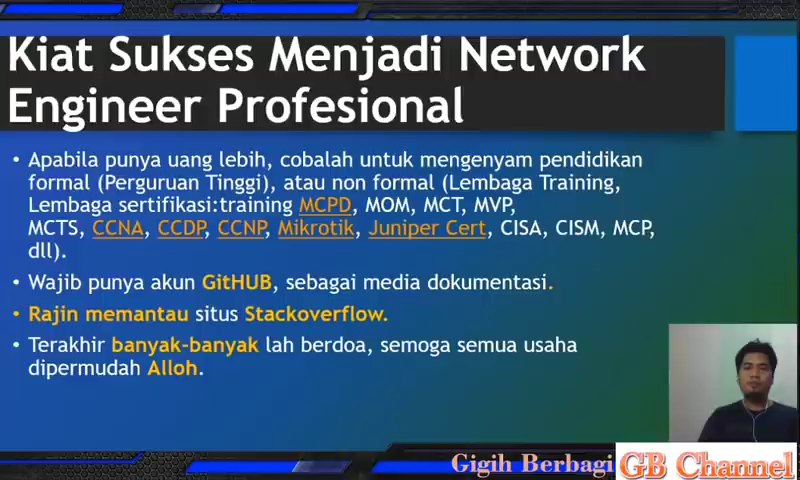 Kiat Sukses Menjadi Network
Engineer Profesional
• Apabila punya uang lebih, cobalah untuk mengenyam pendidikan
formal (Perguruan Tinggi), atau non formal (Lembaga Training,
Lembaga sertifikasi:training MCPD, MOM, MCT, MVP,
MCTS, CCNA, CCDP, CCNP, Mikrotik, Juniper Cert, CISA, CISM, MCP,
dll).
• Wajib punya akun GitHUB, sebagai media dokumentasi.
• Rajin memantau situs Stackoverflow.
• Terakhir banyak-banyak lah berdoa, semoga semua usaha
dipermudah Alloh.
Gigih Berbagi GB Channel